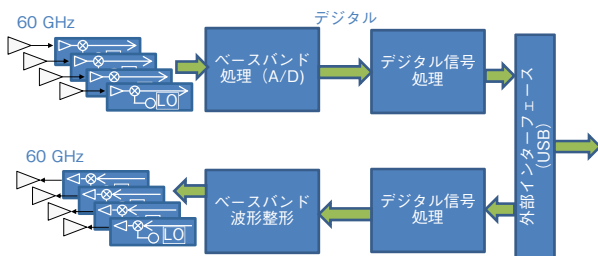 60 GHz
デジタル
LO
ベースバンド
処理（A/D)
デジタル信号
処理
外部インターフェース
(USB)
60 GHz
LO
ベースバンド
波形整形
デジタル信号
処理